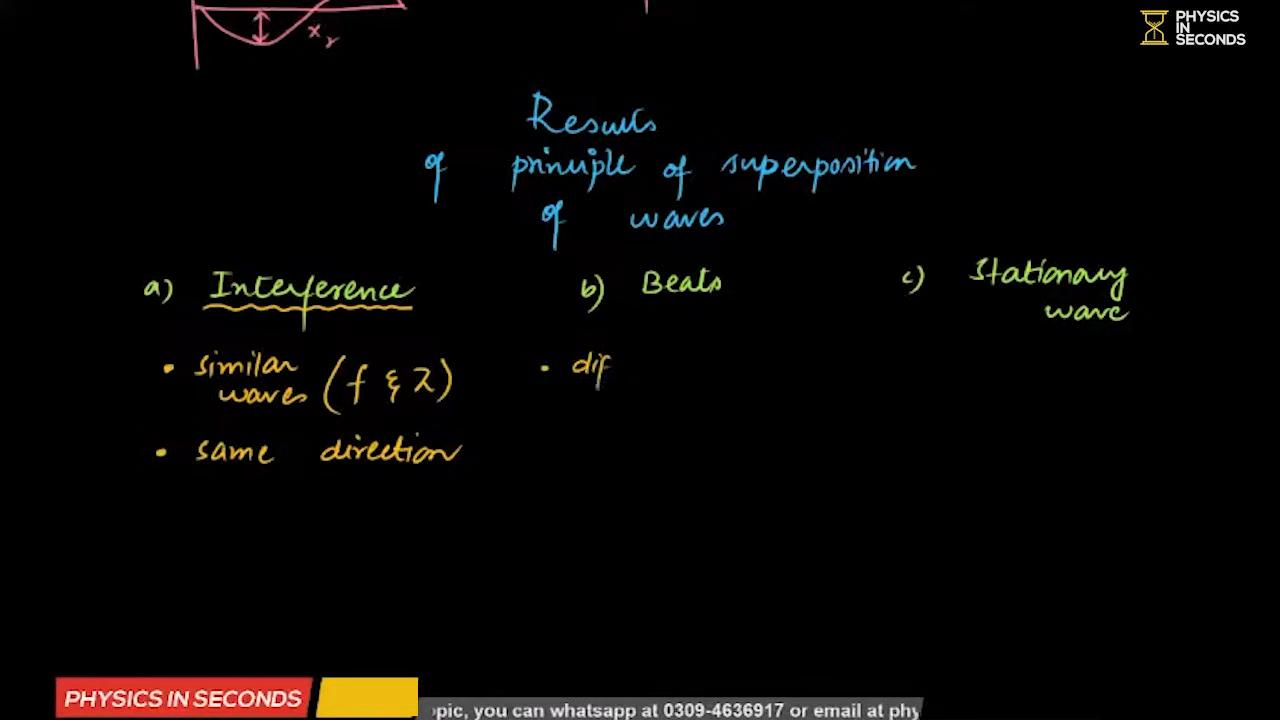 PHYSICS
IN
SECONDS
xᵣ
Results
of principle of superposition
of waves
a) Interference
• similar
waves (f & λ)
• same direction
b) Beats
• dif
c) Stationary
wave
PHYSICS IN SECONDS
opic, you can whatsapp at 0309-4636917 or email at phy